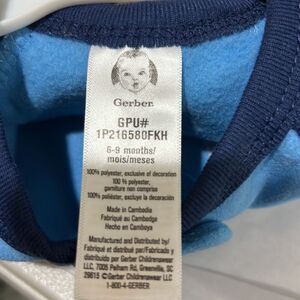 Gerber.
GPU#
1P216580FKH
6-9 months/
mois/meses
100% polyester, exclusive of decoration
100 % polyester,
garniture non comprise
100% poliéster, excluye la decoración
Made in Cambodia
Fabriqué au Cambodge
Hecho en Camboya
Manufactured and Distributed by/
Fabriqué et distribué par/Fabricado y
distribuido por Gerber Childrenswear
LLC, 7005 Pelham Rd, Greenville, SC
29615 ©Gerber Childrenswear LLC
1-800-4-GERBER